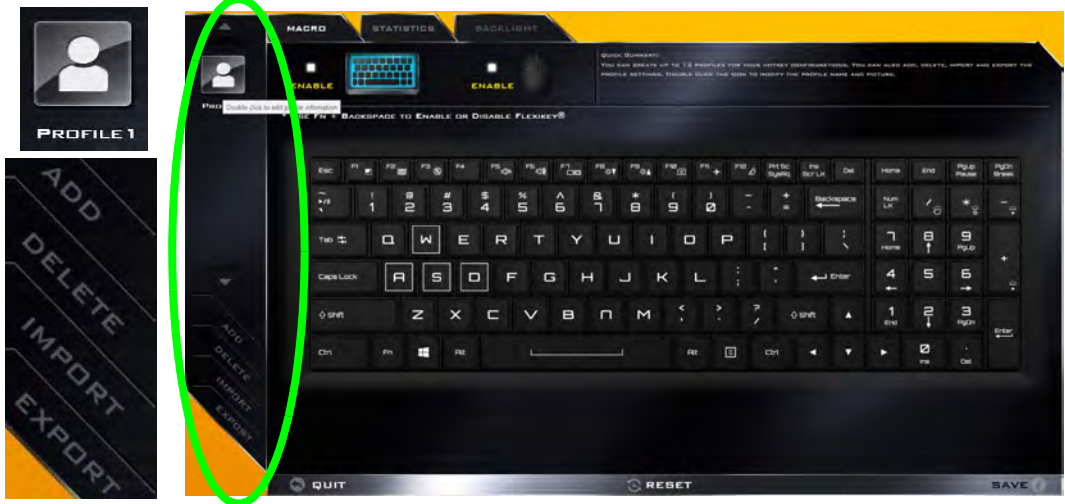 PROFILE 1
ADD
DELETE
IMPORT
EXPORT
MACRO
STATISTICS
BACKLIGHT
ENABLE
ENABLE
QUICK SUMMARY:
YOU CAN CREATE UP TO 12 PROFILES FOR YOUR HOTKEY CONFIGURATIONS. YOU CAN ALSO ADD, DELETE, IMPORT AND EXPORT THE
PROFILE SETTINGS. DOUBLE CLICK THE ICON TO MODIFY THE PROFILE NAME AND PICTURE.
Double click to edit profile information
FN + BACKSPACE TO ENABLE OR DISABLE FLEXIKEY®
Esc F1 F2 F3 F4 F5 F6 F7 F8 F9 F10 F11 F12 Prt Sc SysRq Ins Scr LK Del Home End PgUp Pause PgDn Break
~ ` ! 1 @ 2 # 3 $ 4 % 5 ^ 6 & 7 * 8 ( 9 ) 0 - + = Backspace Num LK / * -
Tab Q W E R T Y U I O P { [ } ] | \ 7 Home 8 9 PgUp +
Caps Lock A S D F G H J K L : ; " ' Enter 4 5 6
Shift Z X C V B N M < , > . ? / Shift 1 End 2 3 PgDn Enter
Ctrl Fn Alt Alt Ctrl 0 Ins . Del
ADD
DELETE
IMPORT
EXPORT
QUIT
RESET
SAVE